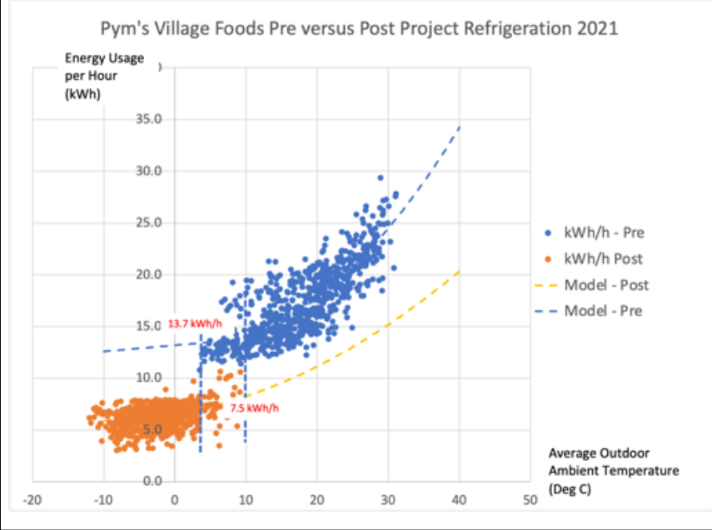 Pym's Village Foods Pre versus Post Project Refrigeration 2021
Energy Usage
per Hour
(kWh)
35.0
30.0
25.0
20.0
15.0
10.0
5.0
0.0
13.7 kWh/h
7.5 kWh/h
kWh/h - Pre
kWh/h Post
Model - Post
Model - Pre
Average Outdoor
Ambient Temperature
(Deg C)
-20 -10 0 10 20 30 40 50